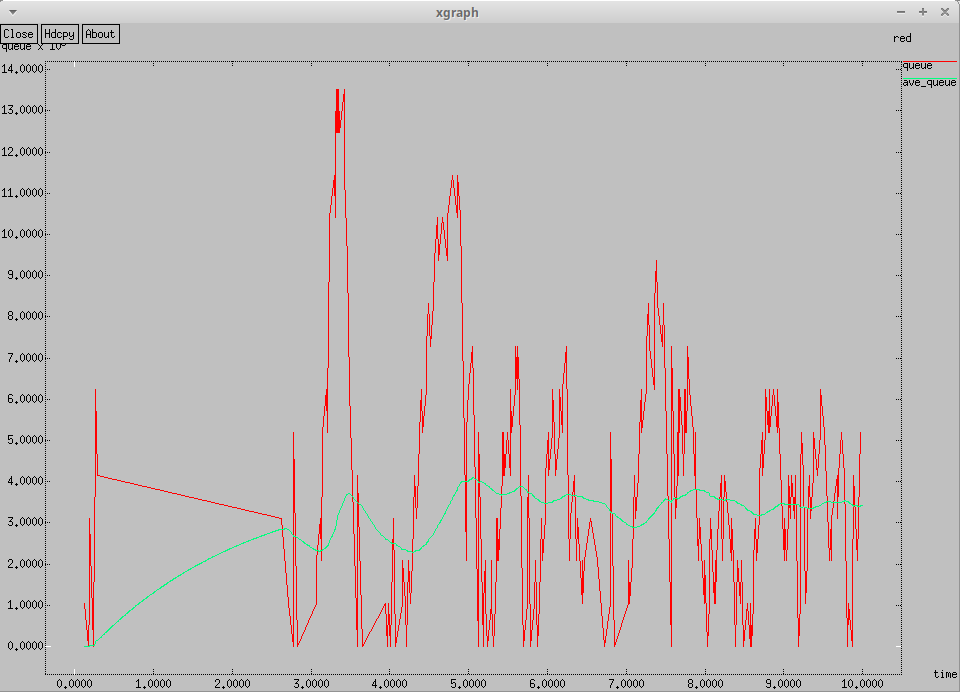 xgraph
Close Hdcpy About
queue x 10
red
queue
ave_queue
14.0000
13.0000
12.0000
11.0000
10.0000
9.0000
8.0000
7.0000
6.0000
5.0000
4.0000
3.0000
2.0000
1.0000
0.0000
time
0.0000 1.0000 2.0000 3.0000 4.0000 5.0000 6.0000 7.0000 8.0000 9.0000 10.0000